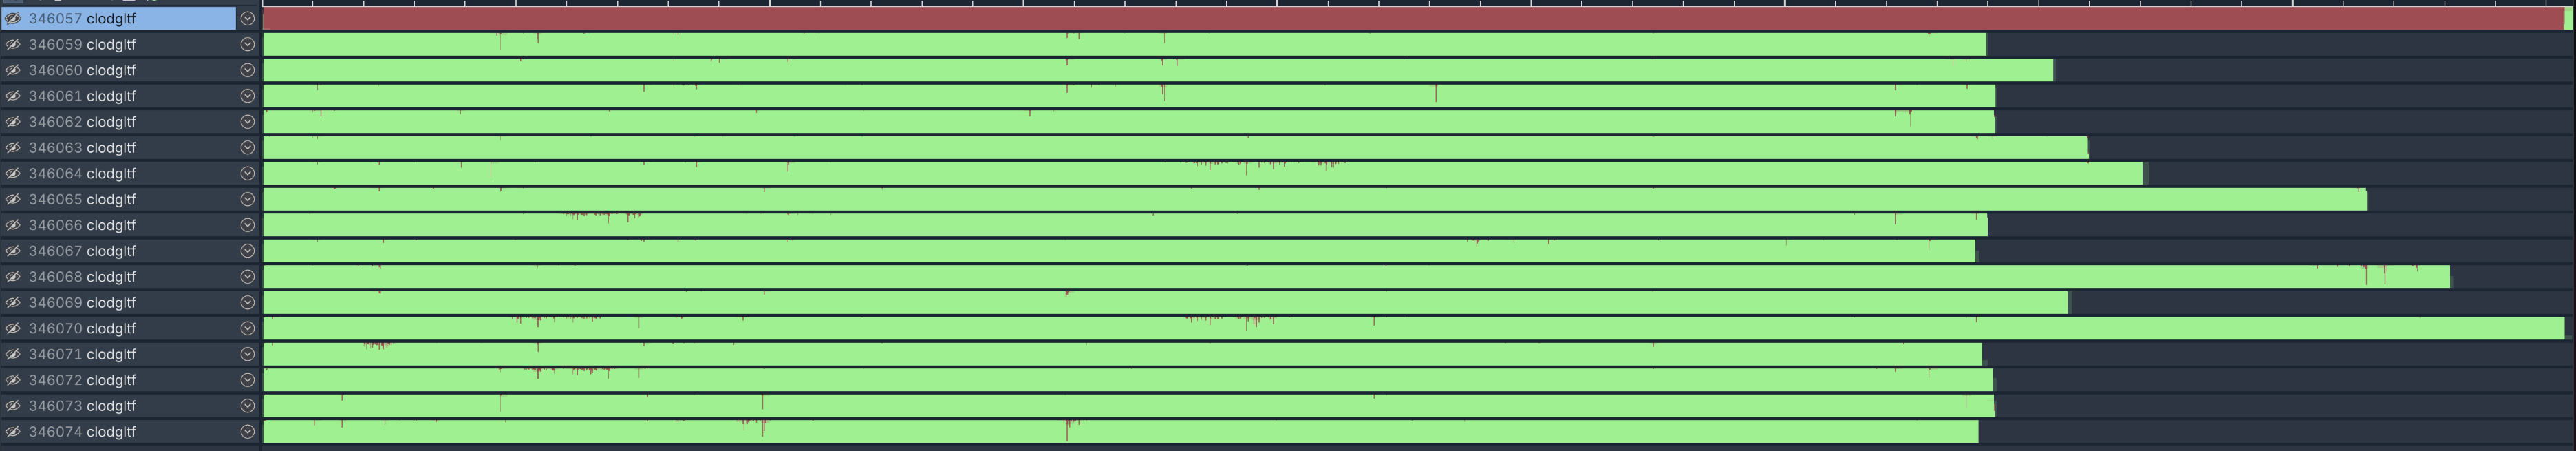 346057 clodgltf
346059 clodgltf
346060 clodgltf
346061 clodgltf
346062 clodgltf
346063 clodgltf
346064 clodgltf
346065 clodgltf
346066 clodgltf
346067 clodgltf
346068 clodgltf
346069 clodgltf
346070 clodgltf
346071 clodgltf
346072 clodgltf
346073 clodgltf
346074 clodgltf